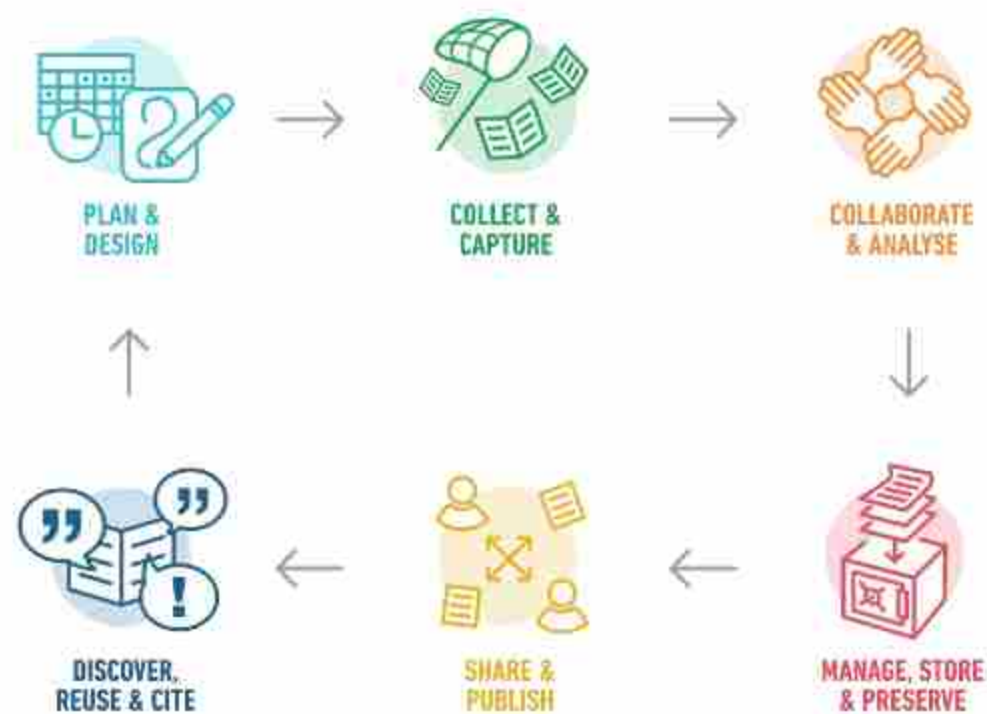 PLAN &
DESIGN
COLLECT &
CAPTURE
COLLABORATE
& ANALYSE
DISCOVER,
REUSE & CITE
SHARE &
PUBLISH
MANAGE, STORE
& PRESERVE